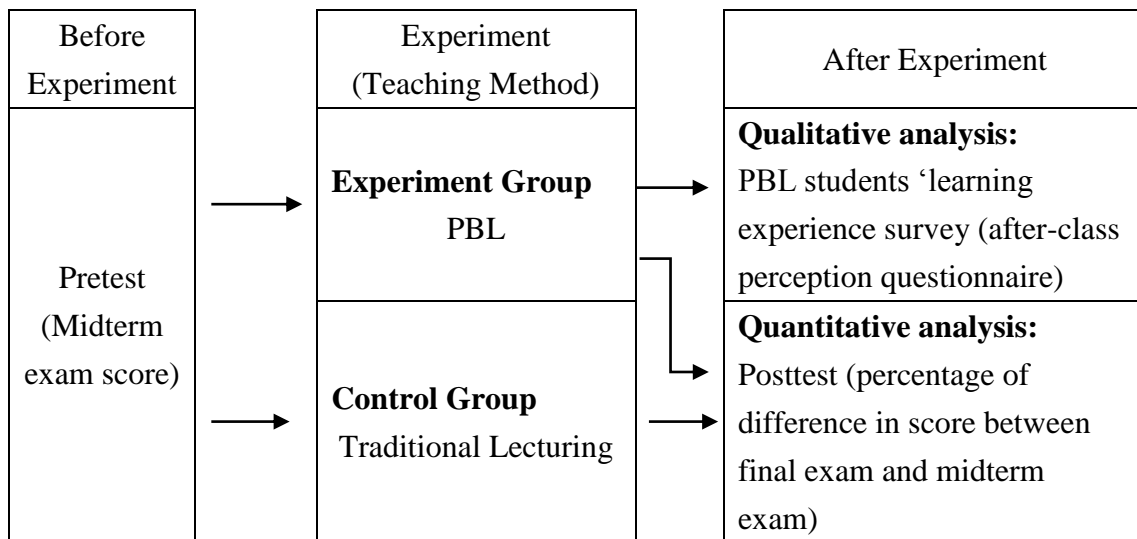 Before
Experiment
Experiment
(Teaching Method)
After Experiment
Pretest
(Midterm
exam score)
Experiment Group
PBL
Control Group
Traditional Lecturing
Qualitative analysis:
PBL students ‘learning
experience survey (after-class
perception questionnaire)
Quantitative analysis:
Posttest (percentage of
difference in score between
final exam and midterm
exam)